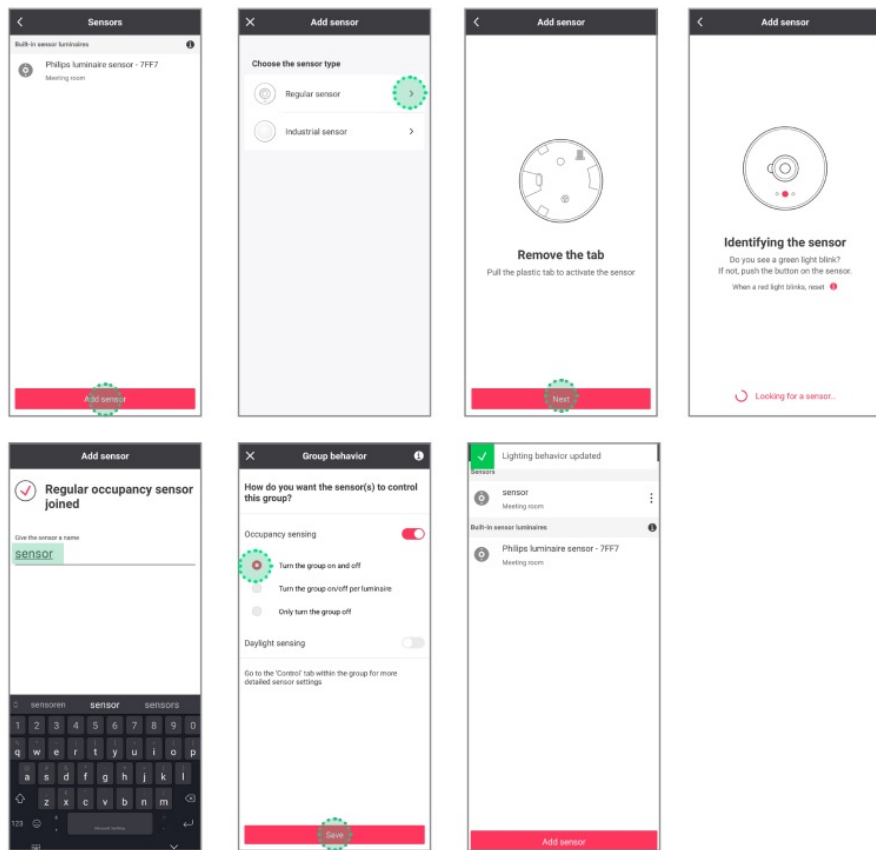 Sensors
Built-in sensor luminaires
Philips luminaire sensor - 7FF7
Meeting room
Add sensor
Add sensor
Choose the sensor type
Regular sensor
Industrial sensor
Add sensor
Remove the tab
Pull the plastic tab to activate the sensor
Next
Add sensor
Identifying the sensor
Do you see a green light blink?
If not, push the button on the sensor.
When a red light blinks, reset
Looking for a sensor...
Add sensor
Regular occupancy sensor
joined
Give the sensor a name
sensor
sensoren sensor sensors
1 2 3 4 5 6 7 8 9 0
q w e r t y u i o p
a s d f g h j k l
z x c v b n m
123
Group behavior
How do you want the sensor(s) to control
this group?
Occupancy sensing
Turn the group on and off
Turn the group on/off per luminaire
Only turn the group off
Daylight sensing
Go to the 'Control' tab within the group for more
detailed sensor settings
Save
Lighting behavior updated
Sensors
sensor
Meeting room
Built-in sensor luminaires
Philips luminaire sensor - 7FF7
Meeting room
Add sensor